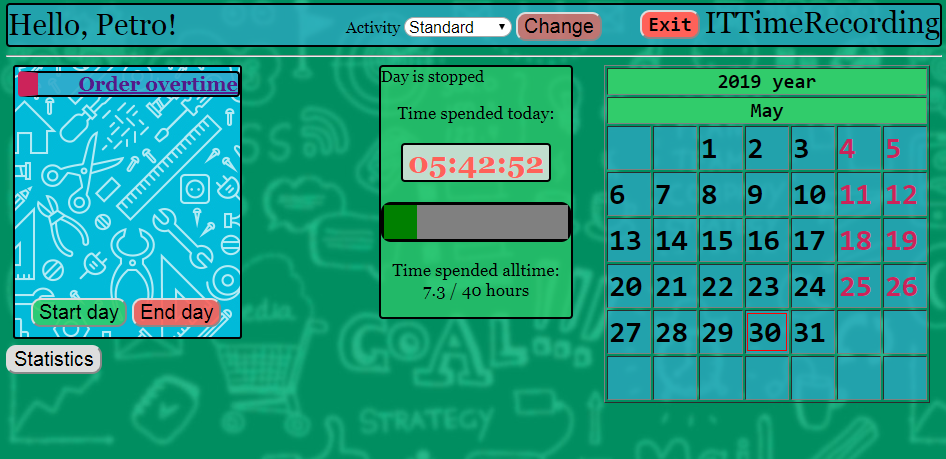 Hello, Petro!
Activity Standard Change
Exit ITTimeRecording
Order overtime
Start day End day
Statistics
Day is stopped
Time spended today:
05:42:52
Time spended alltime:
7.3 / 40 hours
2019 year
May
1 2 3 4 5
6 7 8 9 10 11 12
13 14 15 16 17 18 19
20 21 22 23 24 25 26
27 28 29 30 31
GOAL...
STRATEGY